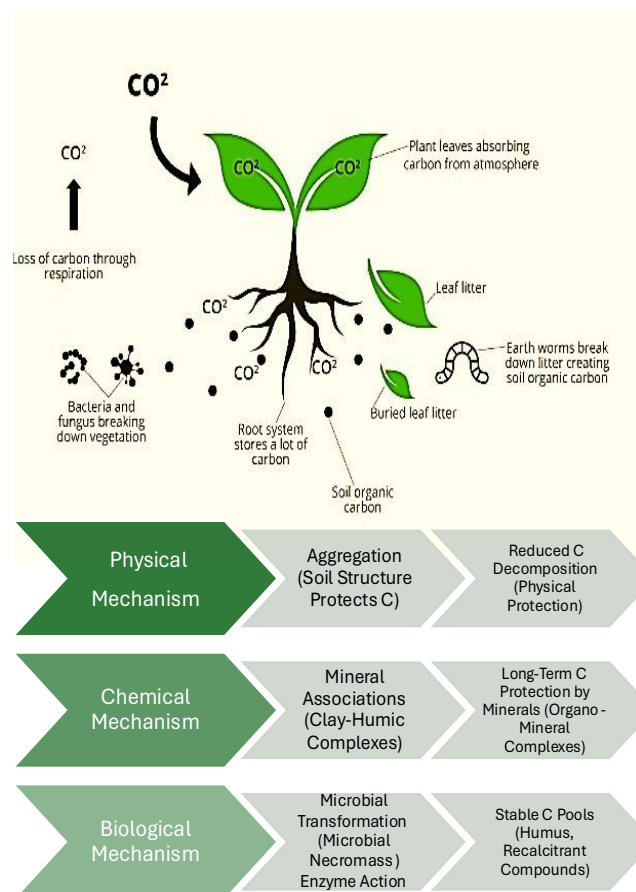 CO²
CO²
CO²
CO²
Plant leaves absorbing
carbon from atmosphere
Loss of carbon through
respiration
Leaf litter
CO²
Earth worms break
down litter creating
soil organic carbon
CO²
CO²
Bacteria and
fungus breaking
down vegetation
Buried leaf litter
Root system
stores a lot of
carbon
Soil organic
carbon
Physical
Mechanism
Aggregation
(Soil Structure
Protects C)
Reduced C
Decomposition
(Physical
Protection)
Chemical
Mechanism
Mineral
Associations
(Clay-Humic
Complexes)
Long-Term C
Protection by
Minerals (Organo-
Mineral
Complexes)
Biological
Mechanism
Microbial
Transformation
(Microbial
Necromass)
Enzyme Action
Stable C Pools
(Humus,
Recalcitrant
Compounds)